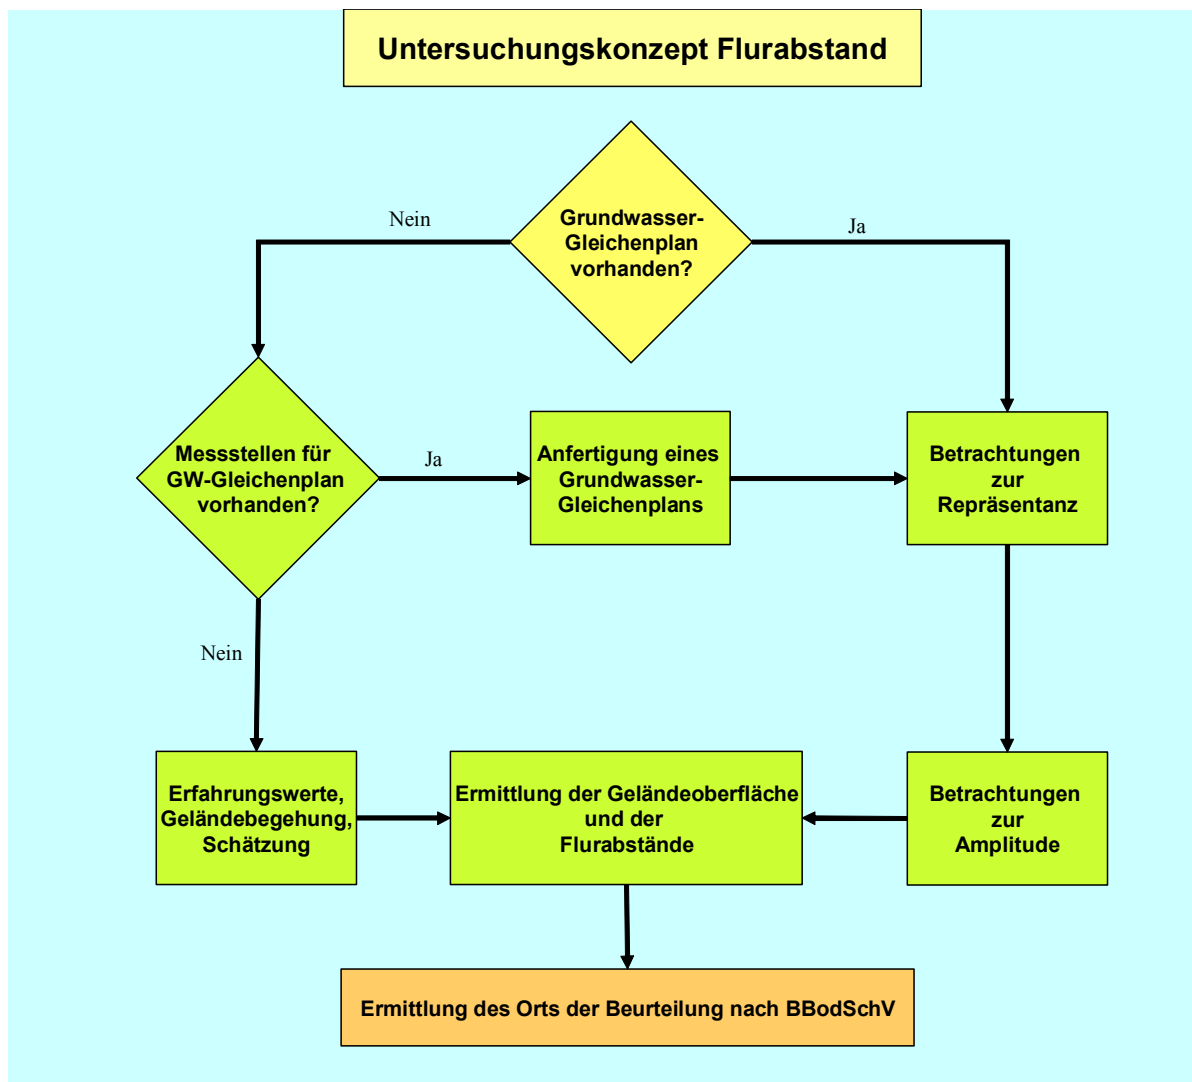 Untersuchungskonzept Flurabstand
Grundwasser-
Gleichenplan
vorhanden?
Nein
Ja
Messstellen für
GW-Gleichenplan
vorhanden?
Ja
Anfertigung eines
Grundwasser-
Gleichenplans
Betrachtungen
zur
Repräsentanz
Nein
Erfahrungswerte,
Geländebegehung,
Schätzung
Ermittlung der Geländeoberfläche
und der
Flurabstände
Betrachtungen
zur
Amplitude
Ermittlung des Orts der Beurteilung nach BBodSchV